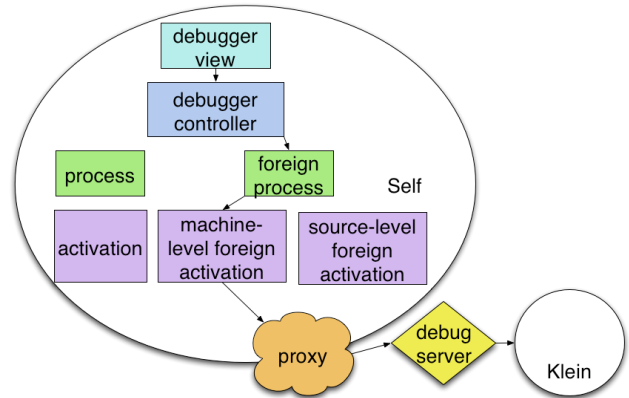 debugger
view
debugger
controller
process
foreign
process
Self
activation
machine-
level foreign
activation
source-level
foreign
activation
proxy
debug
server
Klein